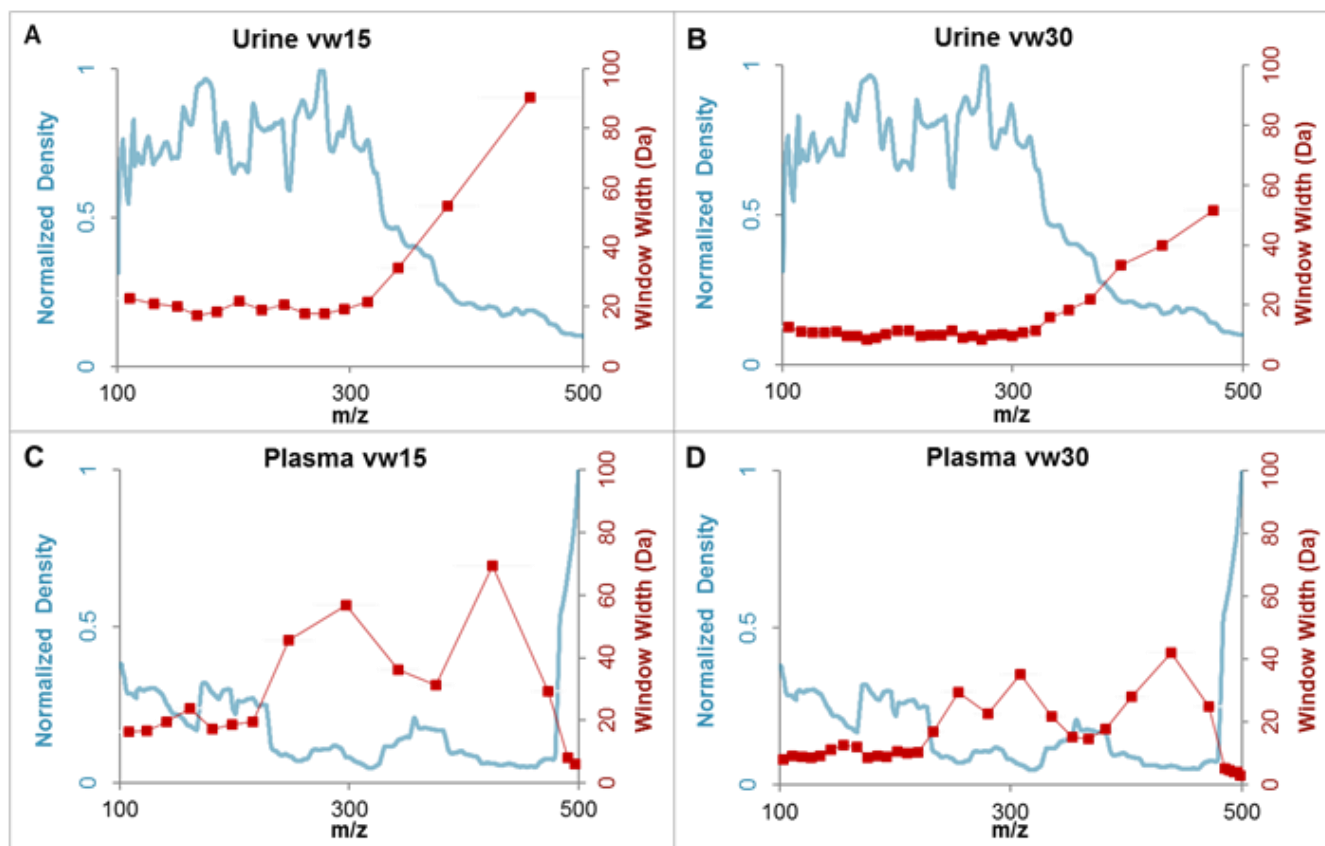 A
Urine vw15
Normalized Density
0 0.5 1
0 20 40 60 80 100
Window Width (Da)
100 300 500
m/z
B
Urine vw30
Normalized Density
0 0.5 1
0 20 40 60 80 100
Window Width (Da)
100 300 500
m/z
C
Plasma vw15
Normalized Density
0 0.5 1
0 20 40 60 80 100
Window Width (Da)
100 300 500
m/z
D
Plasma vw30
Normalized Density
0 0.5 1
0 20 40 60 80 100
Window Width (Da)
100 300 500
m/z